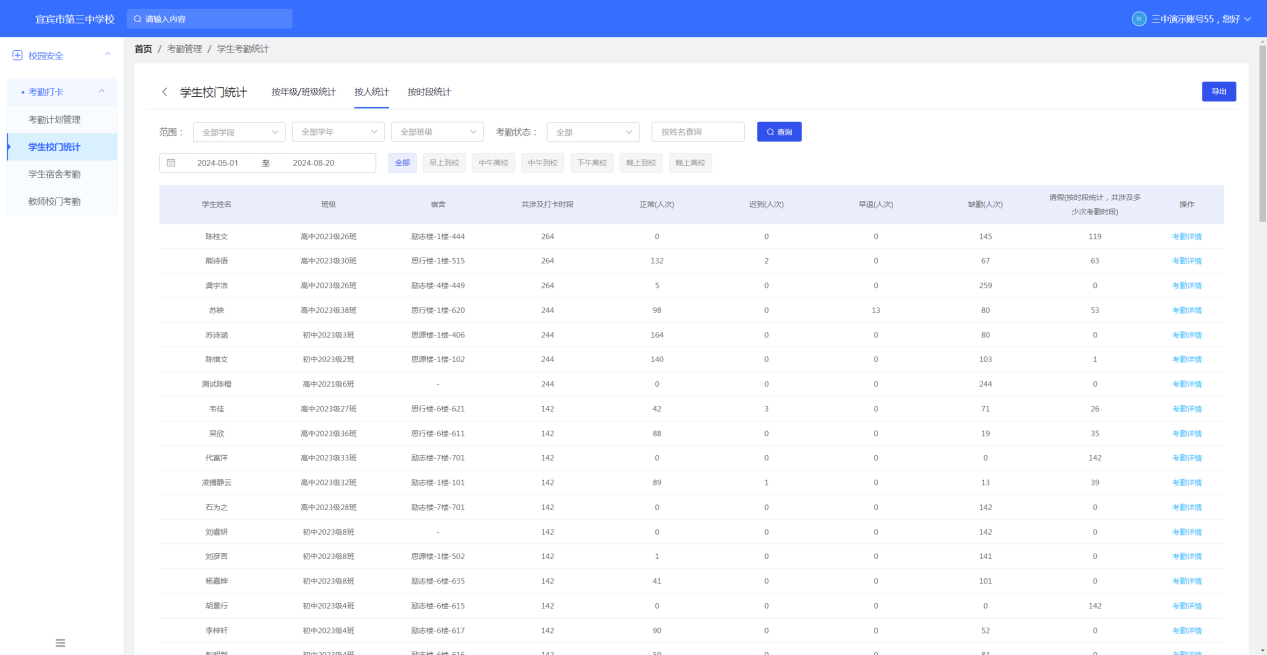 宜宾市第三中学校 请输入内容 三中演示账号55，您好
校园安全
考勤打卡
考勤计划管理
学生校门统计
学生宿舍考勤
教师校门考勤
首页 / 考勤管理 / 学生考勤统计
学生校门统计 按年级/班级统计 按人统计 按时段统计 导出
范围： 全部学段 全部学年 全部班级 考勤状态： 全部 按姓名查询 查询
2024-05-01 至 2024-08-20 全部 早上到校 中午离校 中午到校 下午离校 晚上到校 晚上离校
学生姓名 班级 宿舍 共涉及打卡时段 正常(人次) 迟到(人次) 早退(人次) 缺勤(人次) 请假(按时段统计，共涉及多少次考勤时段) 操作
陈桂文 高中2023级26班 励志楼-1楼-444 264 0 0 0 145 119 考勤详情
熊诗语 高中2023级30班 思行楼-1楼-515 264 132 2 0 67 63 考勤详情
龚宇浩 高中2023级26班 励志楼-4楼-449 264 5 0 0 259 0 考勤详情
苏映 高中2023级38班 思行楼-1楼-620 244 98 0 13 80 53 考勤详情
苏诗涵 初中2023级3班 思源楼-1楼-406 244 164 0 0 80 0 考勤详情
陈惜文 初中2023级2班 思源楼-1楼-102 244 140 0 0 103 1 考勤详情
测试陈橙 高中2021级6班 - 244 0 0 0 244 0 考勤详情
韦佳 高中2023级27班 思行楼-6楼-621 142 42 3 0 71 26 考勤详情
吴欣 高中2023级36班 思行楼-6楼-611 142 88 0 0 19 35 考勤详情
代富洋 高中2023级33班 励志楼-7楼-701 142 0 0 0 0 142 考勤详情
凌博静云 高中2023级32班 励志楼-1楼-101 142 89 1 0 13 39 考勤详情
石为之 高中2023级28班 励志楼-7楼-701 142 0 0 0 142 0 考勤详情
刘睿妍 初中2023级8班 - 142 0 0 0 142 0 考勤详情
刘彦言 初中2023级8班 思源楼-1楼-502 142 1 0 0 141 0 考勤详情
杨嘉烨 初中2023级8班 励志楼-6楼-635 142 41 0 0 101 0 考勤详情
胡景行 初中2023级4班 励志楼-6楼-615 142 0 0 0 0 142 考勤详情
李梓轩 初中2023级4班 励志楼-6楼-617 142 90 0 0 52 0 考勤详情
初中2023级4班 励志楼-6楼-616 142 59 0 0 83 0 考勤详情